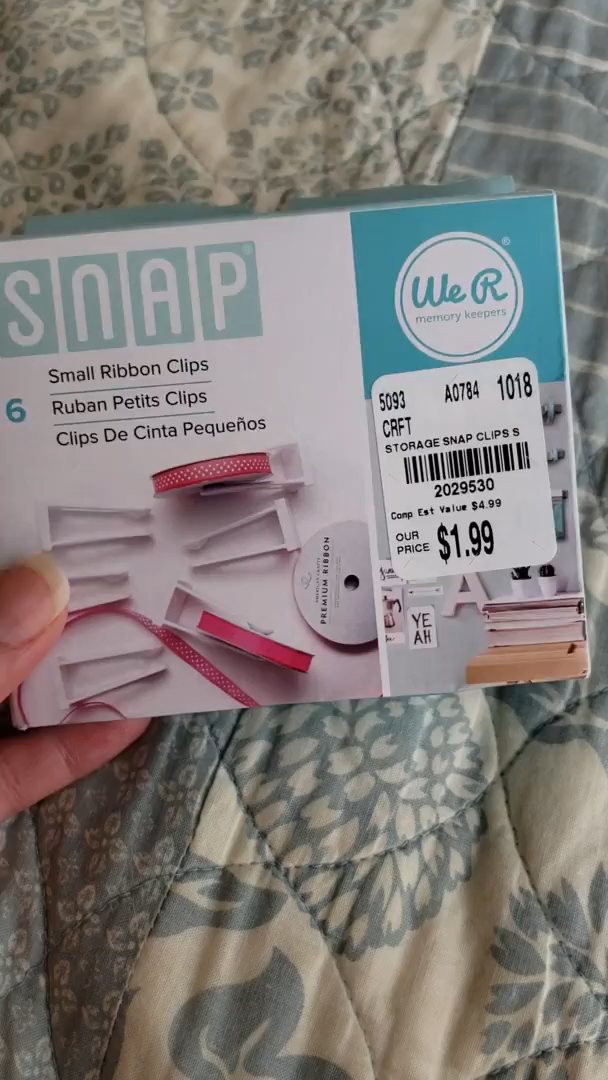 SNAP®
6
Small Ribbon Clips
Ruban Petits Clips
Clips De Cinta Pequeños
We R®
memory keepers
5093 A0784 1018
CRFT
STORAGE SNAP CLIPS S
2029530
Comp Est Value $4.99
OUR PRICE $1.99
PREMIUM RIBBON
A
YE
AH